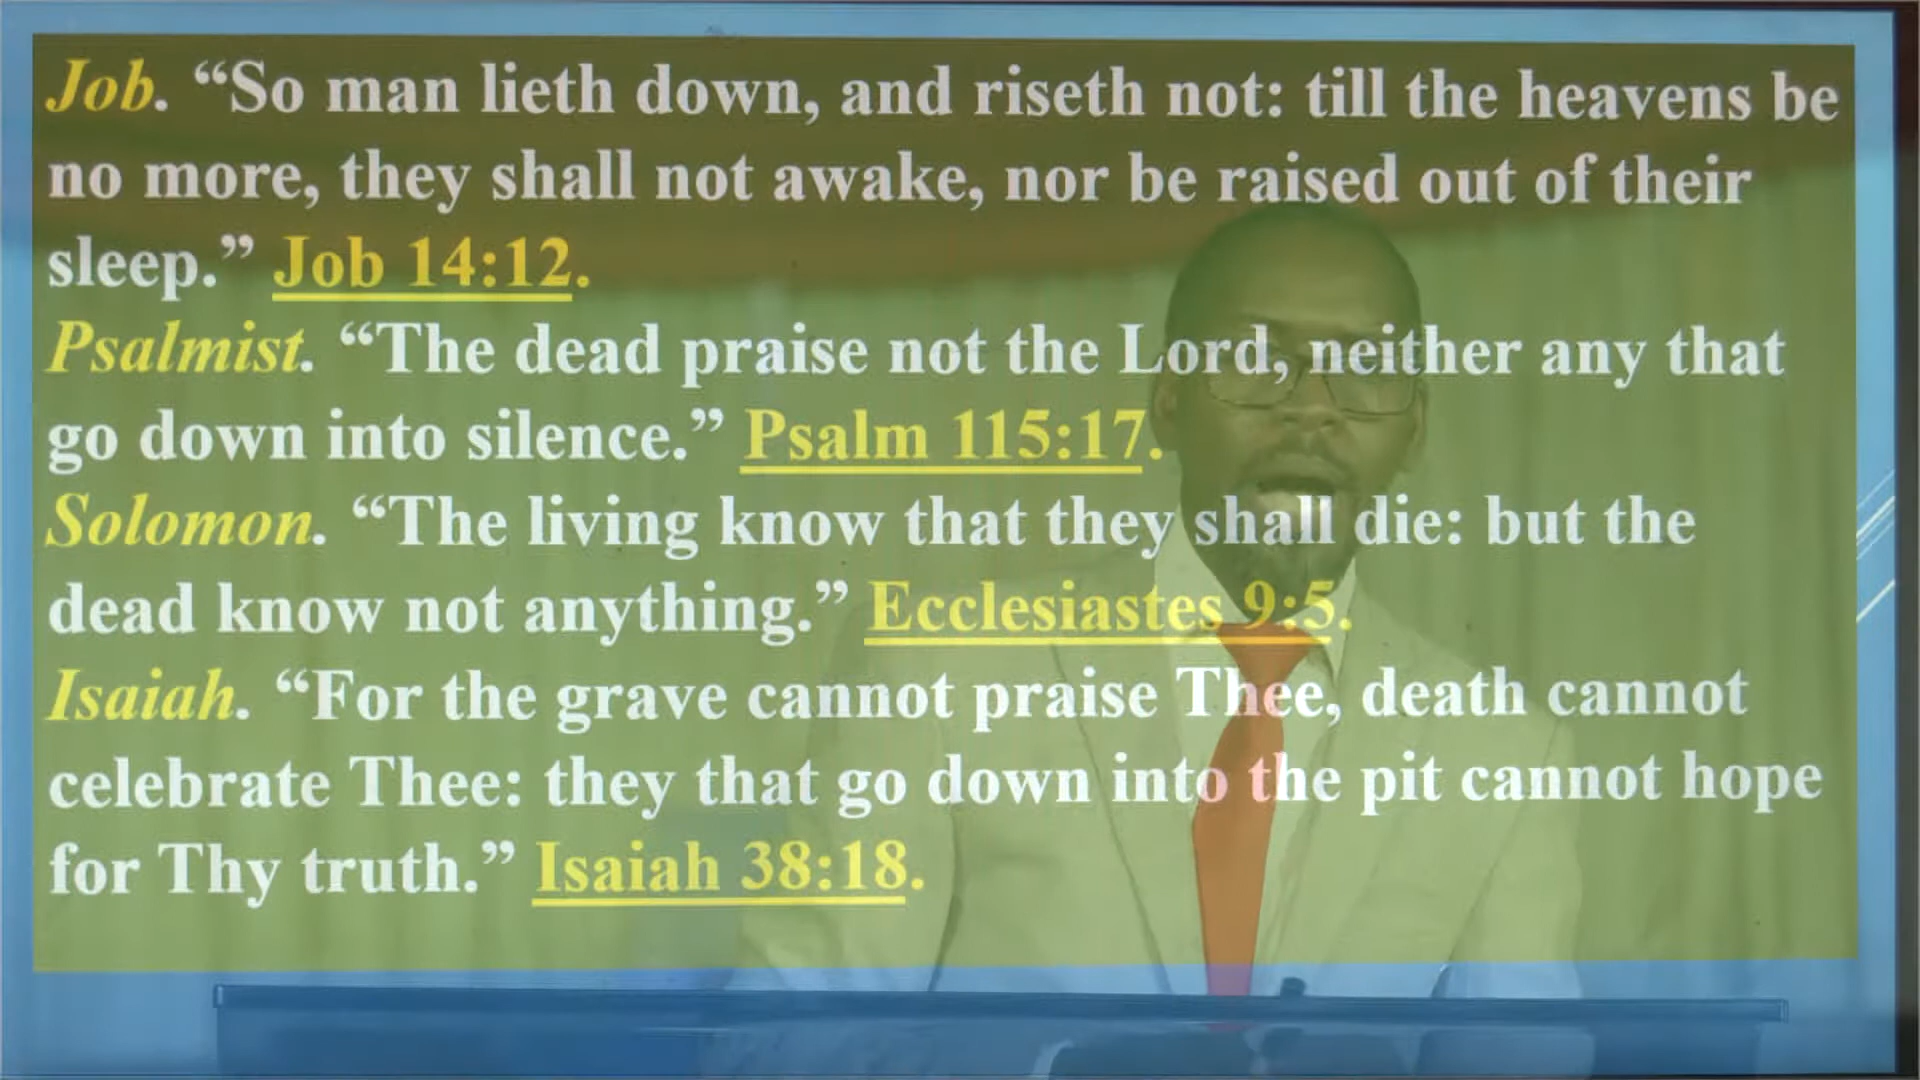 Job. “So man lieth down, and riseth not: till the heavens be
no more, they shall not awake, nor be raised out of their
sleep.” Job 14:12.
Psalmist. “The dead praise not the Lord, neither any that
go down into silence.” Psalm 115:17.
Solomon. “The living know that they shall die: but the
dead know not anything.” Ecclesiastes 9:5.
Isaiah. “For the grave cannot praise Thee, death cannot
celebrate Thee: they that go down into the pit cannot hope
for Thy truth.” Isaiah 38:18.